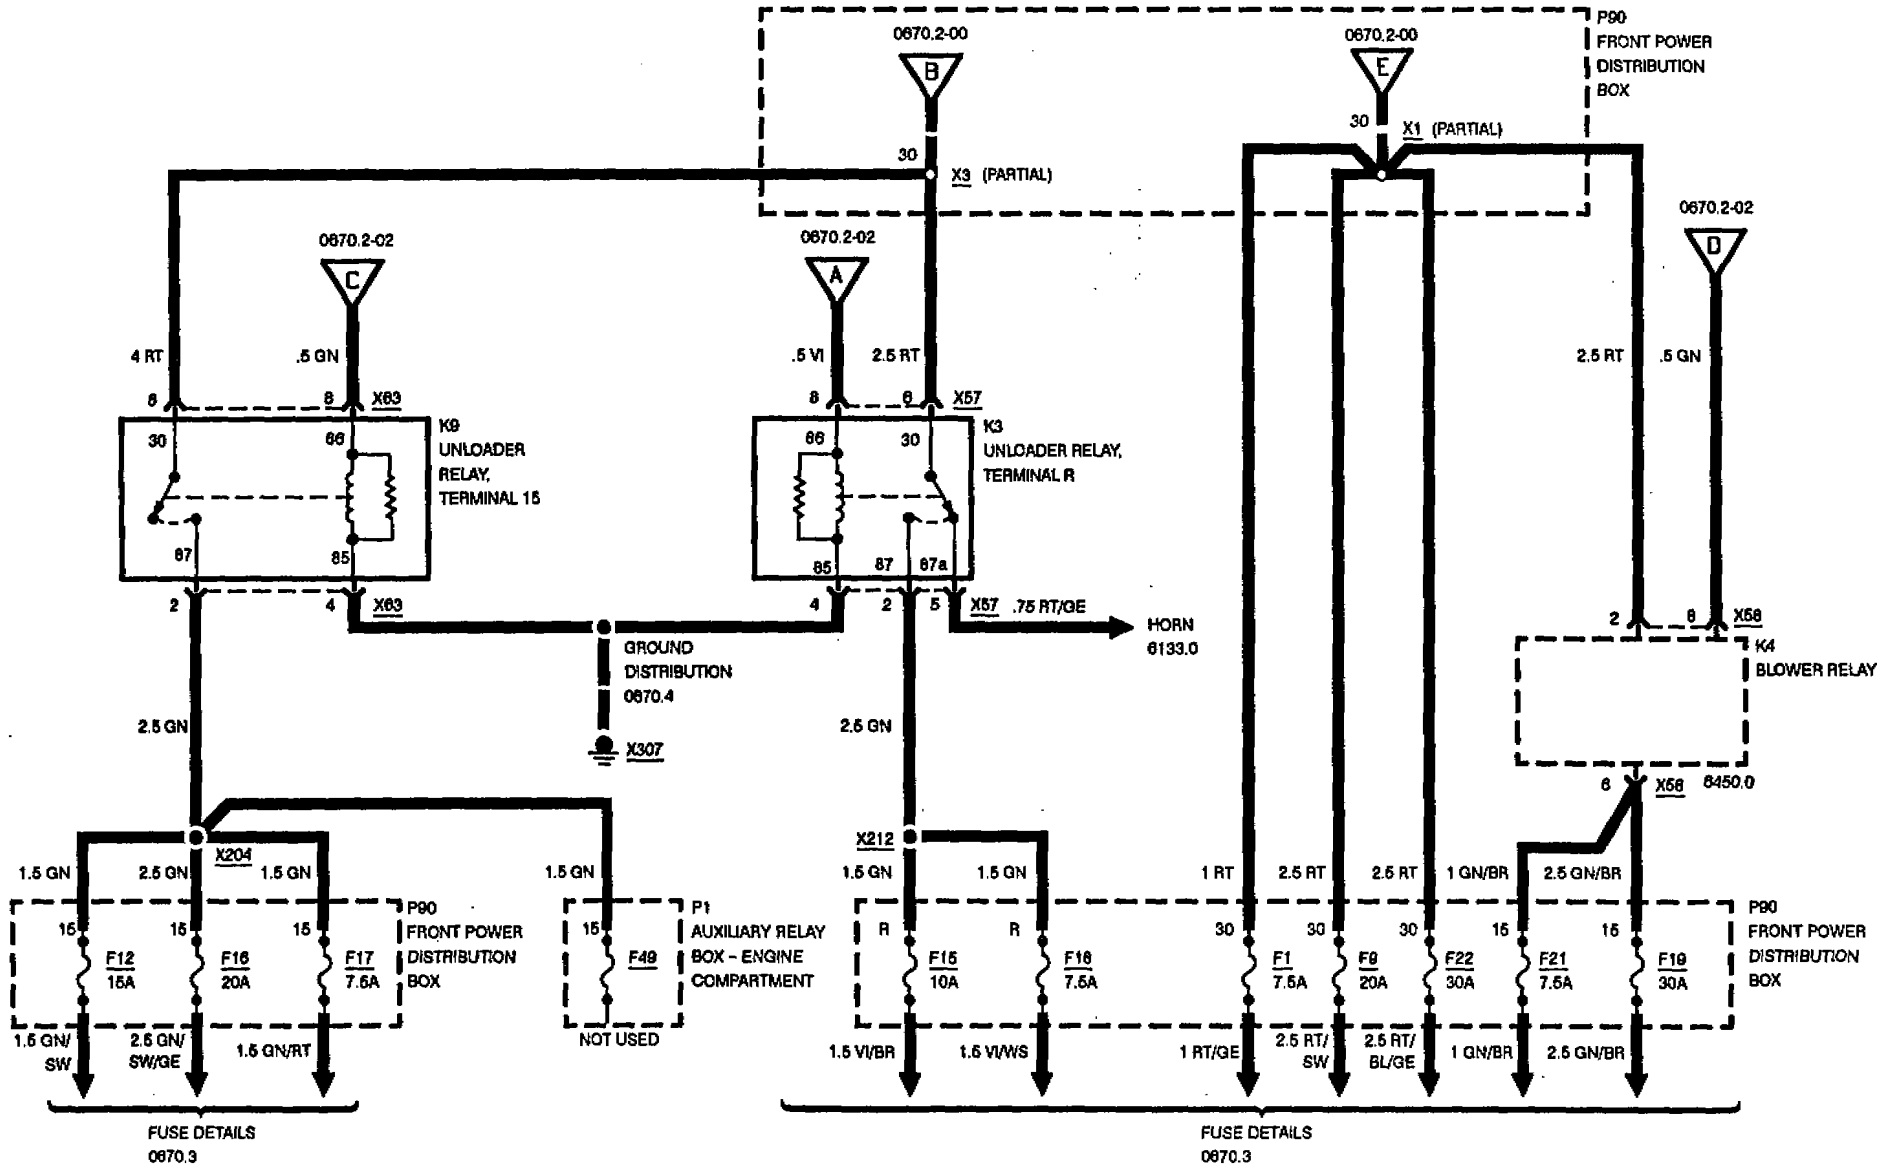 0670.2-00
B
30
X3 (PARTIAL)
0670.2-00
E
30
X1 (PARTIAL)
P90
FRONT POWER
DISTRIBUTION
BOX
0670.2-02
C
0670.2-02
A
0670.2-02
D
4 RT
.5 GN
.5 VI
2.5 RT
2.5 RT
.5 GN
6
8
X63
8
6
X57
30
86
K9
UNLOADER
RELAY,
TERMINAL 15
87
85
86
30
K3
UNLOADER RELAY,
TERMINAL R
85
87
87a
2
4
X63
4
2
5
X57
.75 RT/GE
HORN
6133.0
GROUND
DISTRIBUTION
0670.4
X307
2
8
X58
K4
BLOWER RELAY
6
X58
6450.0
2.5 GN
2.5 GN
X204
X212
1.5 GN
2.5 GN
1.5 GN
1.5 GN
1.5 GN
1.5 GN
1 RT
2.5 RT
2.5 RT
1 GN/BR
2.5 GN/BR
15
15
15
P90
FRONT POWER
DISTRIBUTION
BOX
F12
15A
F16
20A
F17
7.5A
15
F49
P1
AUXILIARY RELAY
BOX – ENGINE
COMPARTMENT
NOT USED
R
R
30
30
30
15
15
P90
FRONT POWER
DISTRIBUTION
BOX
F15
10A
F18
7.5A
F1
7.5A
F9
20A
F22
30A
F21
7.5A
F19
30A
1.5 GN/
SW
2.5 GN/
SW/GE
1.5 GN/RT
1.5 VI/BR
1.5 VI/WS
1 RT/GE
2.5 RT/
SW
2.5 RT/
BL/GE
1 GN/BR
2.5 GN/BR
FUSE DETAILS
0670.3
FUSE DETAILS
0670.3